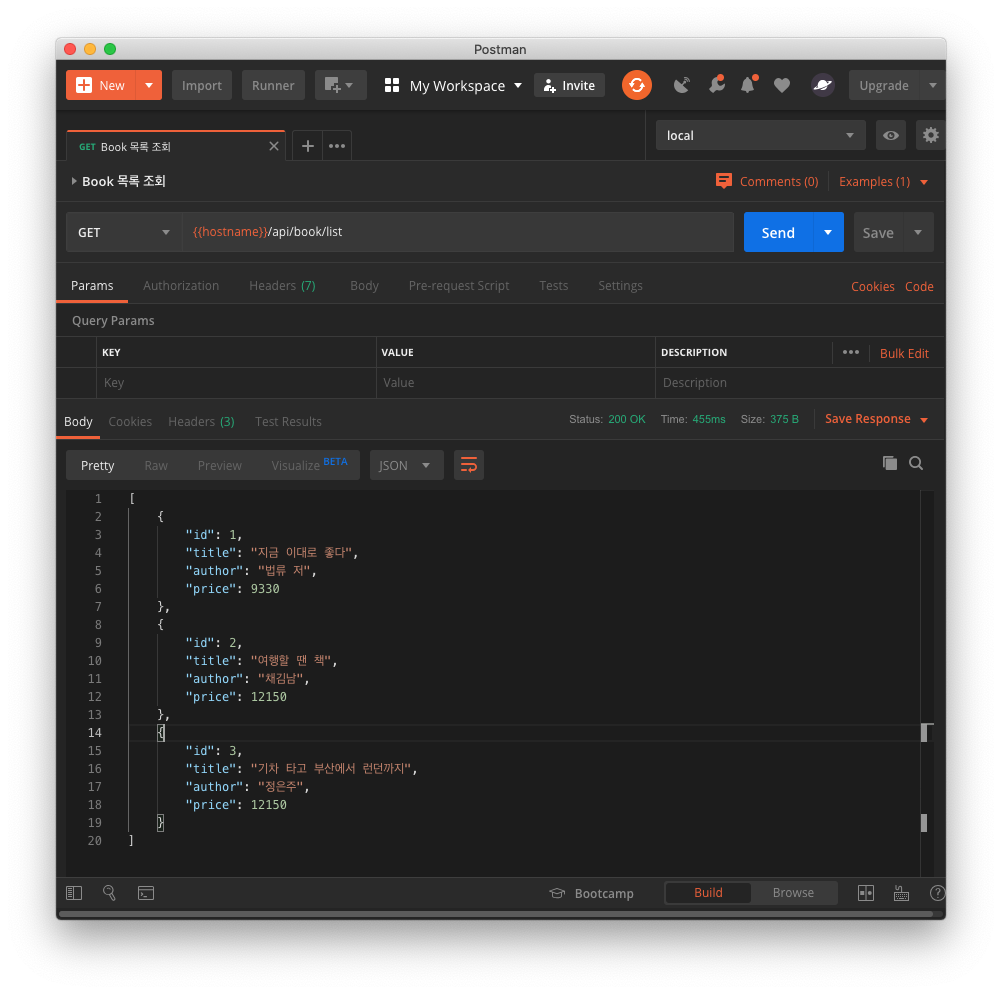 Postman
New Import Runner My Workspace Invite Upgrade
GET Book 목록 조회 local
Book 목록 조회 Comments (0) Examples (1)
GET {{hostname}}/api/book/list Send Save
Params Authorization Headers (7) Body Pre-request Script Tests Settings Cookies Code
Query Params
KEY VALUE DESCRIPTION Bulk Edit
Key Value Description
Body Cookies Headers (3) Test Results Status: 200 OK Time: 455ms Size: 375 B Save Response
Pretty Raw Preview Visualize BETA JSON
1 [
2 {
3 "id": 1,
4 "title": "지금 이대로 좋다",
5 "author": "법류 저",
6 "price": 9330
7 },
8 {
9 "id": 2,
10 "title": "여행할 땐 책",
11 "author": "채김남",
12 "price": 12150
13 },
14 {
15 "id": 3,
16 "title": "기차 타고 부산에서 런던까지",
17 "author": "정은주",
18 "price": 12150
19 }
20 ]
Bootcamp Build Browse